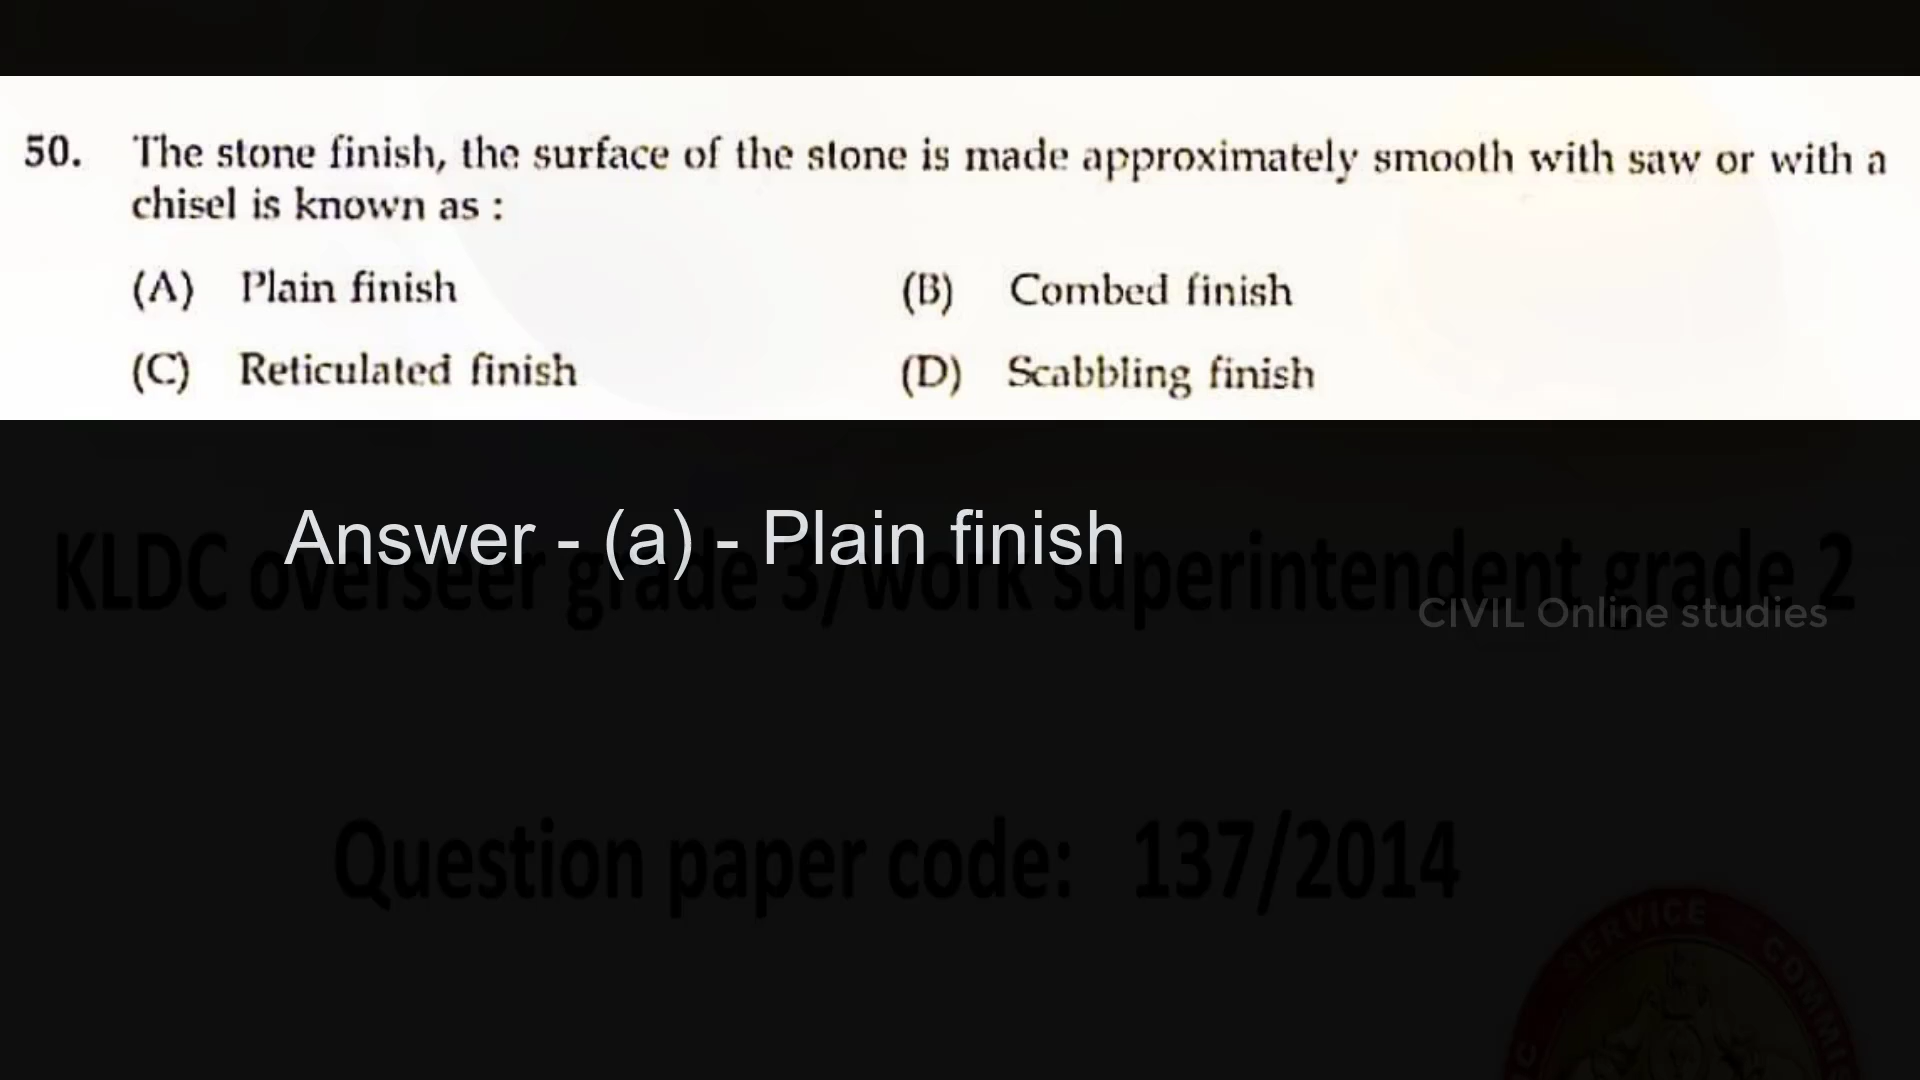 50. The stone finish, the surface of the stone is made approximately smooth with saw or with a
chisel is known as :
(A) Plain finish (B) Combed finish
(C) Reticulated finish (D) Scabbling finish
Answer - (a) - Plain finish
KLDC overseer grade 3/work superintendent grade 2
CIVIL Online studies
Question paper code: 137/2014
SERVICE COMMIS